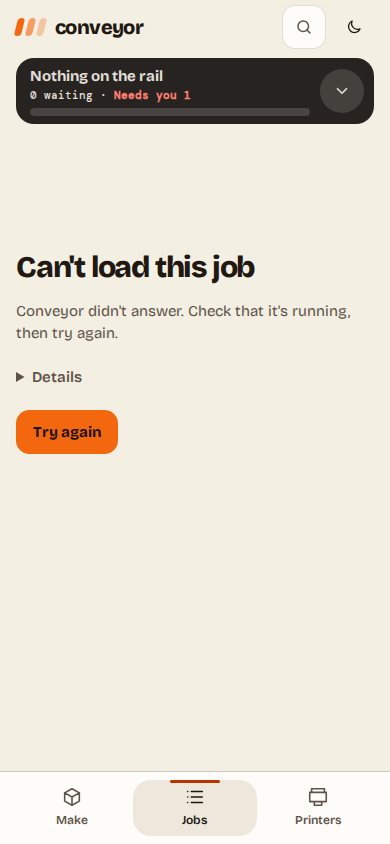 conveyor
Nothing on the rail
0 waiting · Needs you 1
Can't load this job
Conveyor didn't answer. Check that it's running,
then try again.
Details
Try again
Make
Jobs
Printers